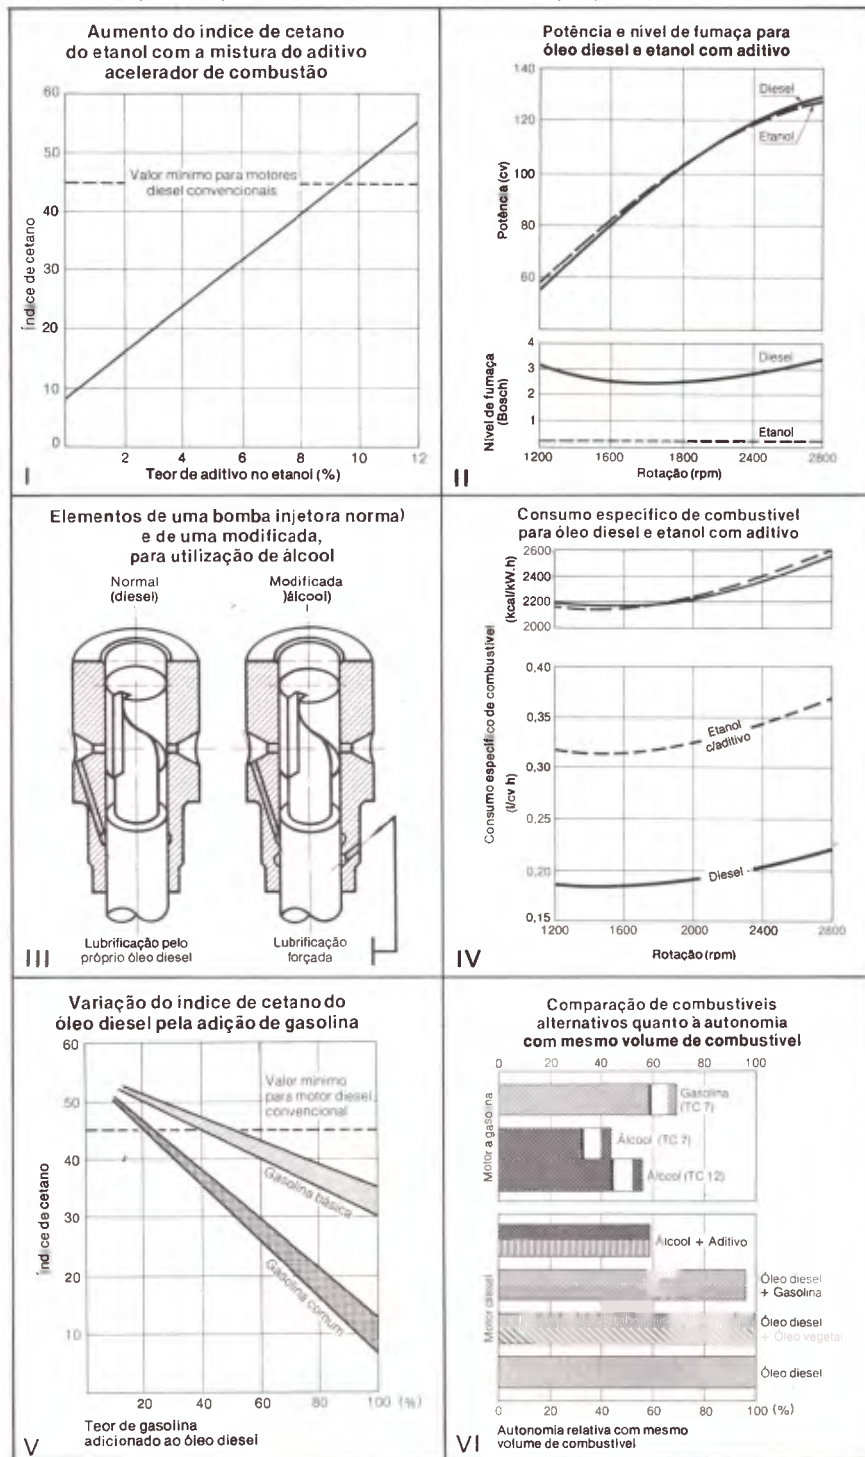 Aumento do índice de cetano
do etanol com a mistura do aditivo
acelerador de combustão
60
50
40
30
20
10
0
Índice de cetano
Valor mínimo para motores
diesel convencionais
2 4 6 8 10 12
Teor de aditivo no etanol (%)
I
Potência e nível de fumaça para
óleo diesel e etanol com aditivo
140
120
100
80
60
Potência (cv)
Diesel
Etanol
4
3
2
1
Nível de fumaça
(Bosch)
Diesel
Etanol
1200 1600 1800 2400 2800
Rotação (rpm)
II
Elementos de uma bomba injetora norma)
e de uma modificada,
para utilização de álcool
Normal
(diesel)
Modificada
)álcool)
Lubrificação pelo
próprio óleo diesel
Lubrificação
forçada
III
Consumo específico de combustível
para óleo diesel e etanol com aditivo
2600
2400
2200
2000
(kcal/kW.h)
0,40
0,35
0,30
0,25
0,20
0,15
Consumo específico de combustível
(l/cv h)
Etanol
c/aditivo
Diesel
1200 1600 2000 2400 2800
Rotação (rpm)
IV
Variação do índice de cetano do
óleo diesel pela adição de gasolina
60
50
40
30
20
10
Índice de cetano
Valor mínimo
para motor diesel
convencional
Gasolina básica
Gasolina comum
20 40 60 80 100 (%)
Teor de gasolina
adicionado ao óleo diesel
V
Comparação de combustíveis
alternativos quanto à autonomia
com mesmo volume de combustível
0 20 40 60 80 100
Motor a gasolina
Gasolina
(TC 7)
Álcool (TC 7)
Álcool (TC 12)
Motor diesel
Álcool + Aditivo
Óleo diesel
+ Gasolina
Óleo diesel
+ Óleo vegetal
Óleo diesel
0 20 40 60 80 100 (%)
Autonomia relativa com mesmo
volume de combustível
VI